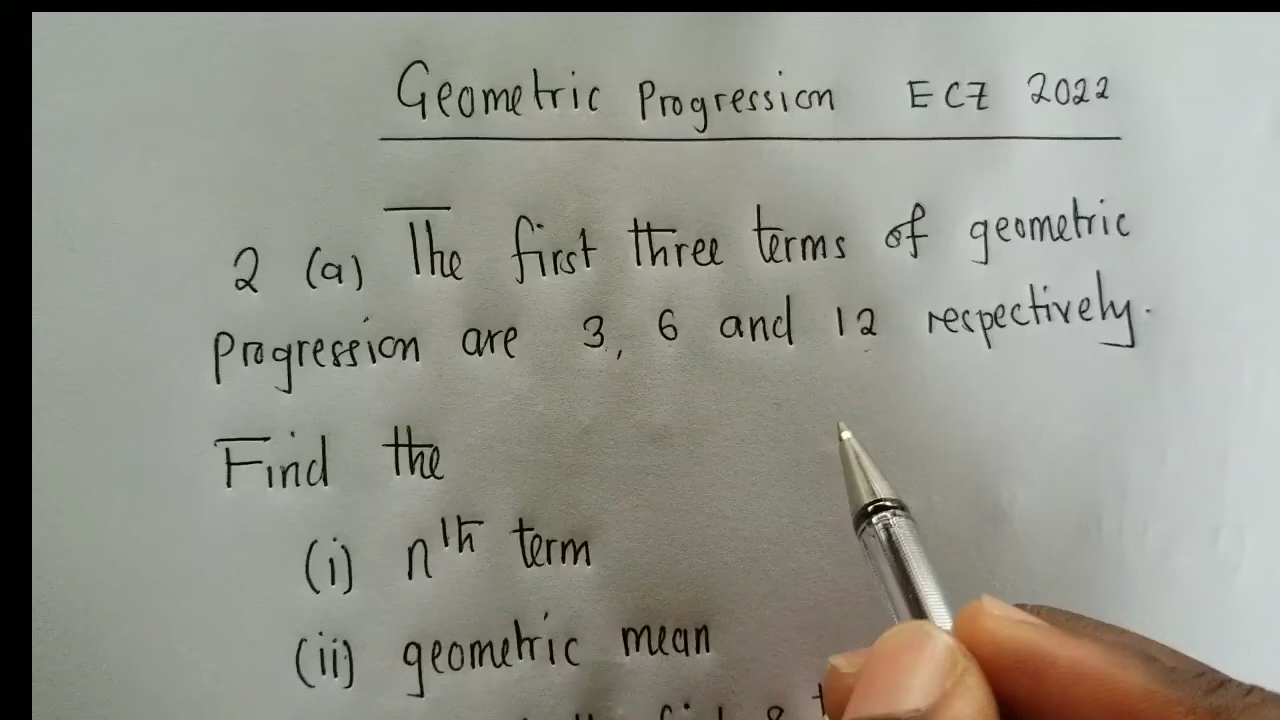 Geometric Progression ECZ 2022
2 (a) The first three terms of geometric
progression are 3, 6 and 12 respectively.
Find the
(i) nth term
(ii) geometric mean